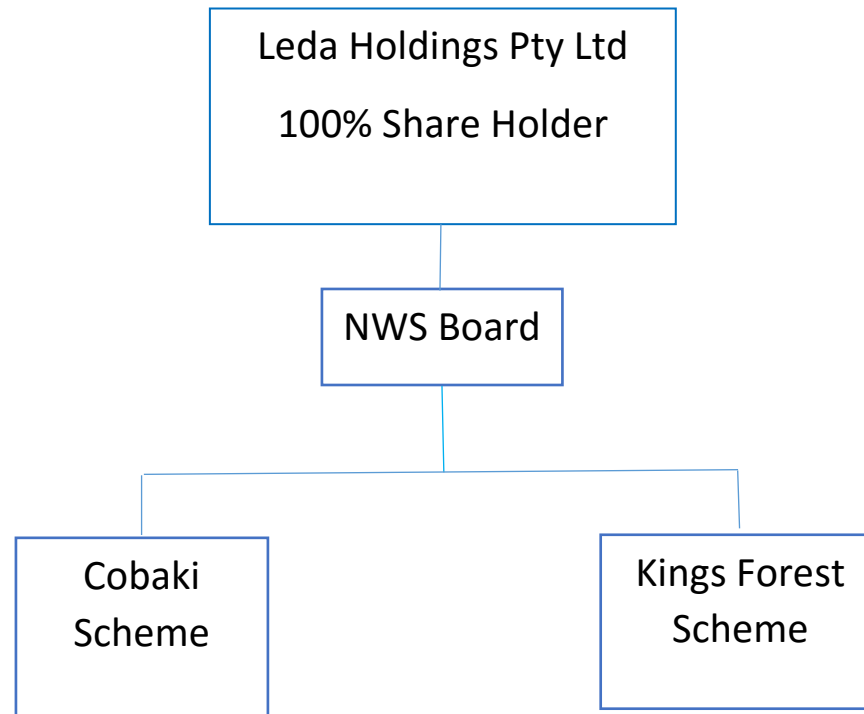 Leda Holdings Pty Ltd
100% Share Holder
NWS Board
Cobaki
Scheme
Kings Forest
Scheme